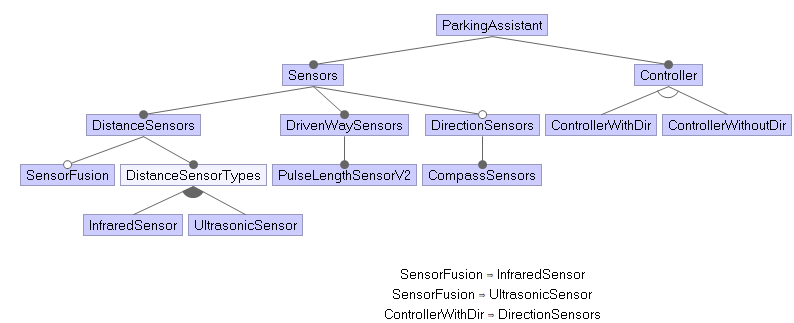 ParkingAssistant
Sensors
Controller
DistanceSensors
DrivenWaySensors
DirectionSensors
ControllerWithDir
ControllerWithoutDir
SensorFusion
DistanceSensorTypes
PulseLengthSensorV2
CompassSensors
InfraredSensor
UltrasonicSensor
SensorFusion ⇒ InfraredSensor
SensorFusion ⇒ UltrasonicSensor
ControllerWithDir ⇒ DirectionSensors